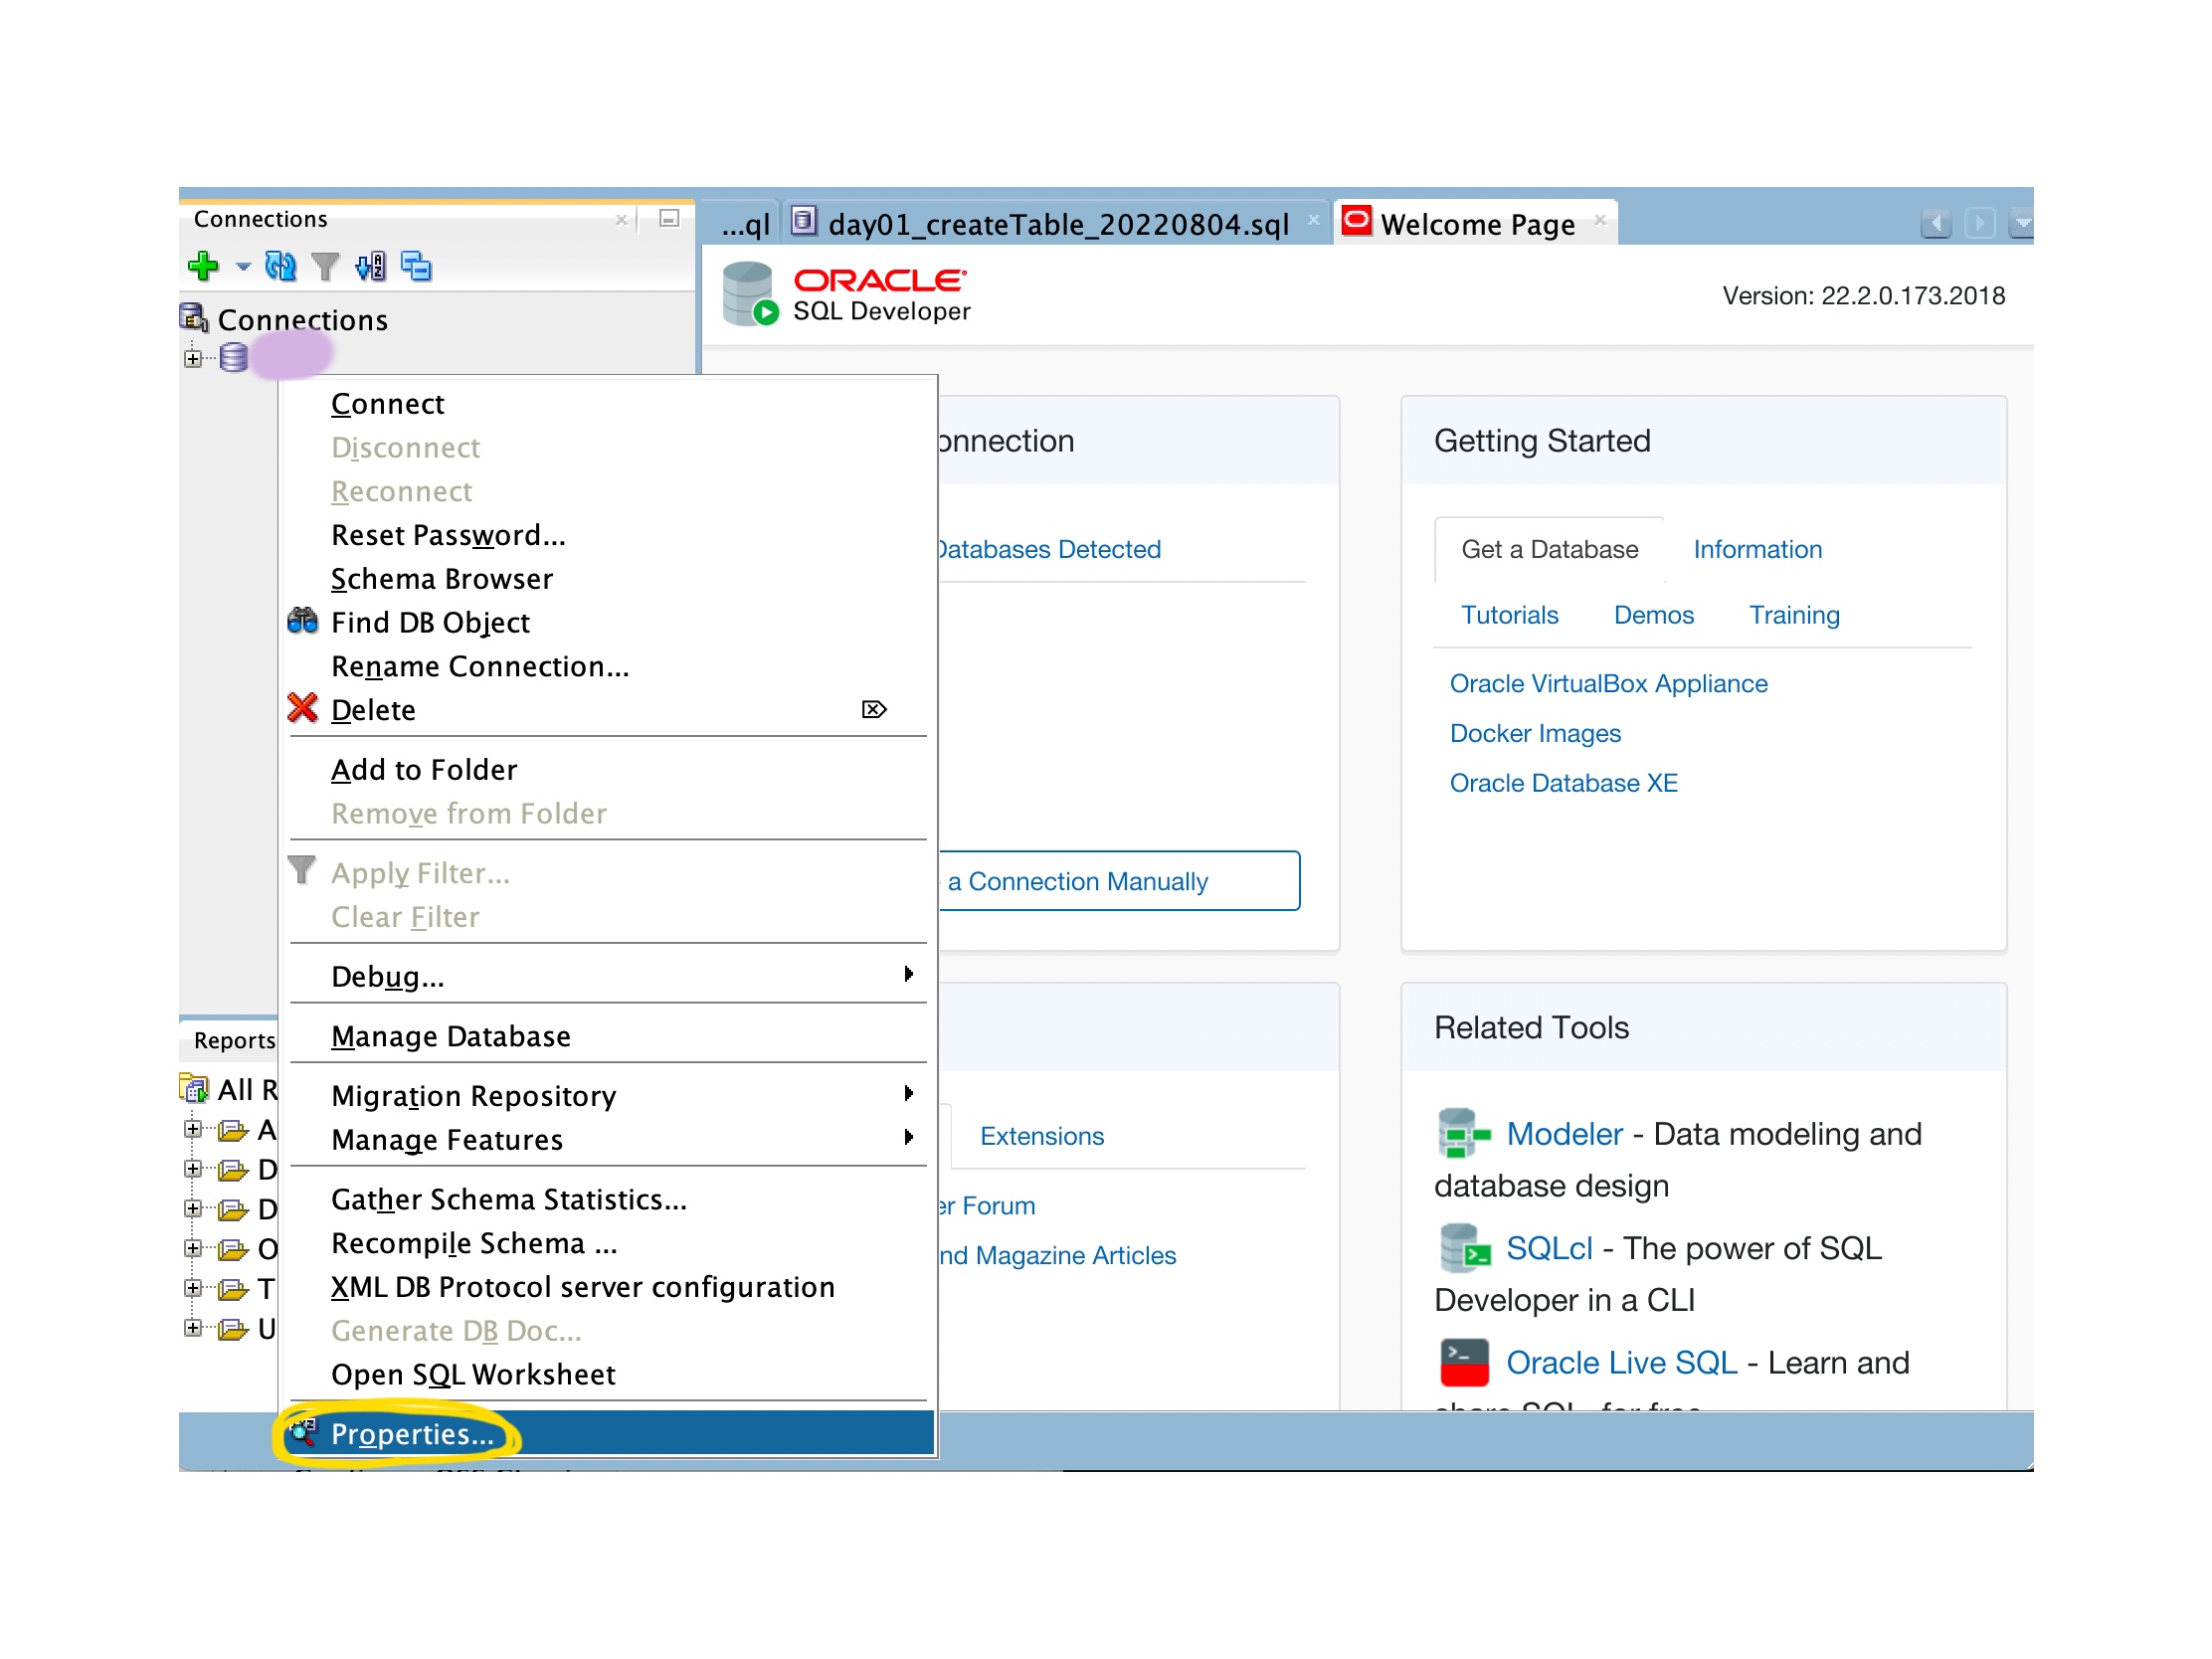 Connections
...ql
day01_createTable_20220804.sql
Welcome Page
ORACLE
SQL Developer
Version: 22.2.0.173.2018
Connections
Connect
Disconnect
Reconnect
Reset Password...
Schema Browser
Find DB Object
Rename Connection...
Delete
Add to Folder
Remove from Folder
Apply Filter...
Clear Filter
Debug...
Manage Database
Migration Repository
Manage Features
Gather Schema Statistics...
Recompile Schema ...
XML DB Protocol server configuration
Generate DB Doc...
Open SQL Worksheet
Properties...
Reports
All R
A
D
D
O
T
U
onnection
Databases Detected
a Connection Manually
Extensions
er Forum
nd Magazine Articles
Getting Started
Get a Database
Information
Tutorials
Demos
Training
Oracle VirtualBox Appliance
Docker Images
Oracle Database XE
Related Tools
Modeler - Data modeling and
database design
SQLcl - The power of SQL
Developer in a CLI
Oracle Live SQL - Learn and
share SQL, for free